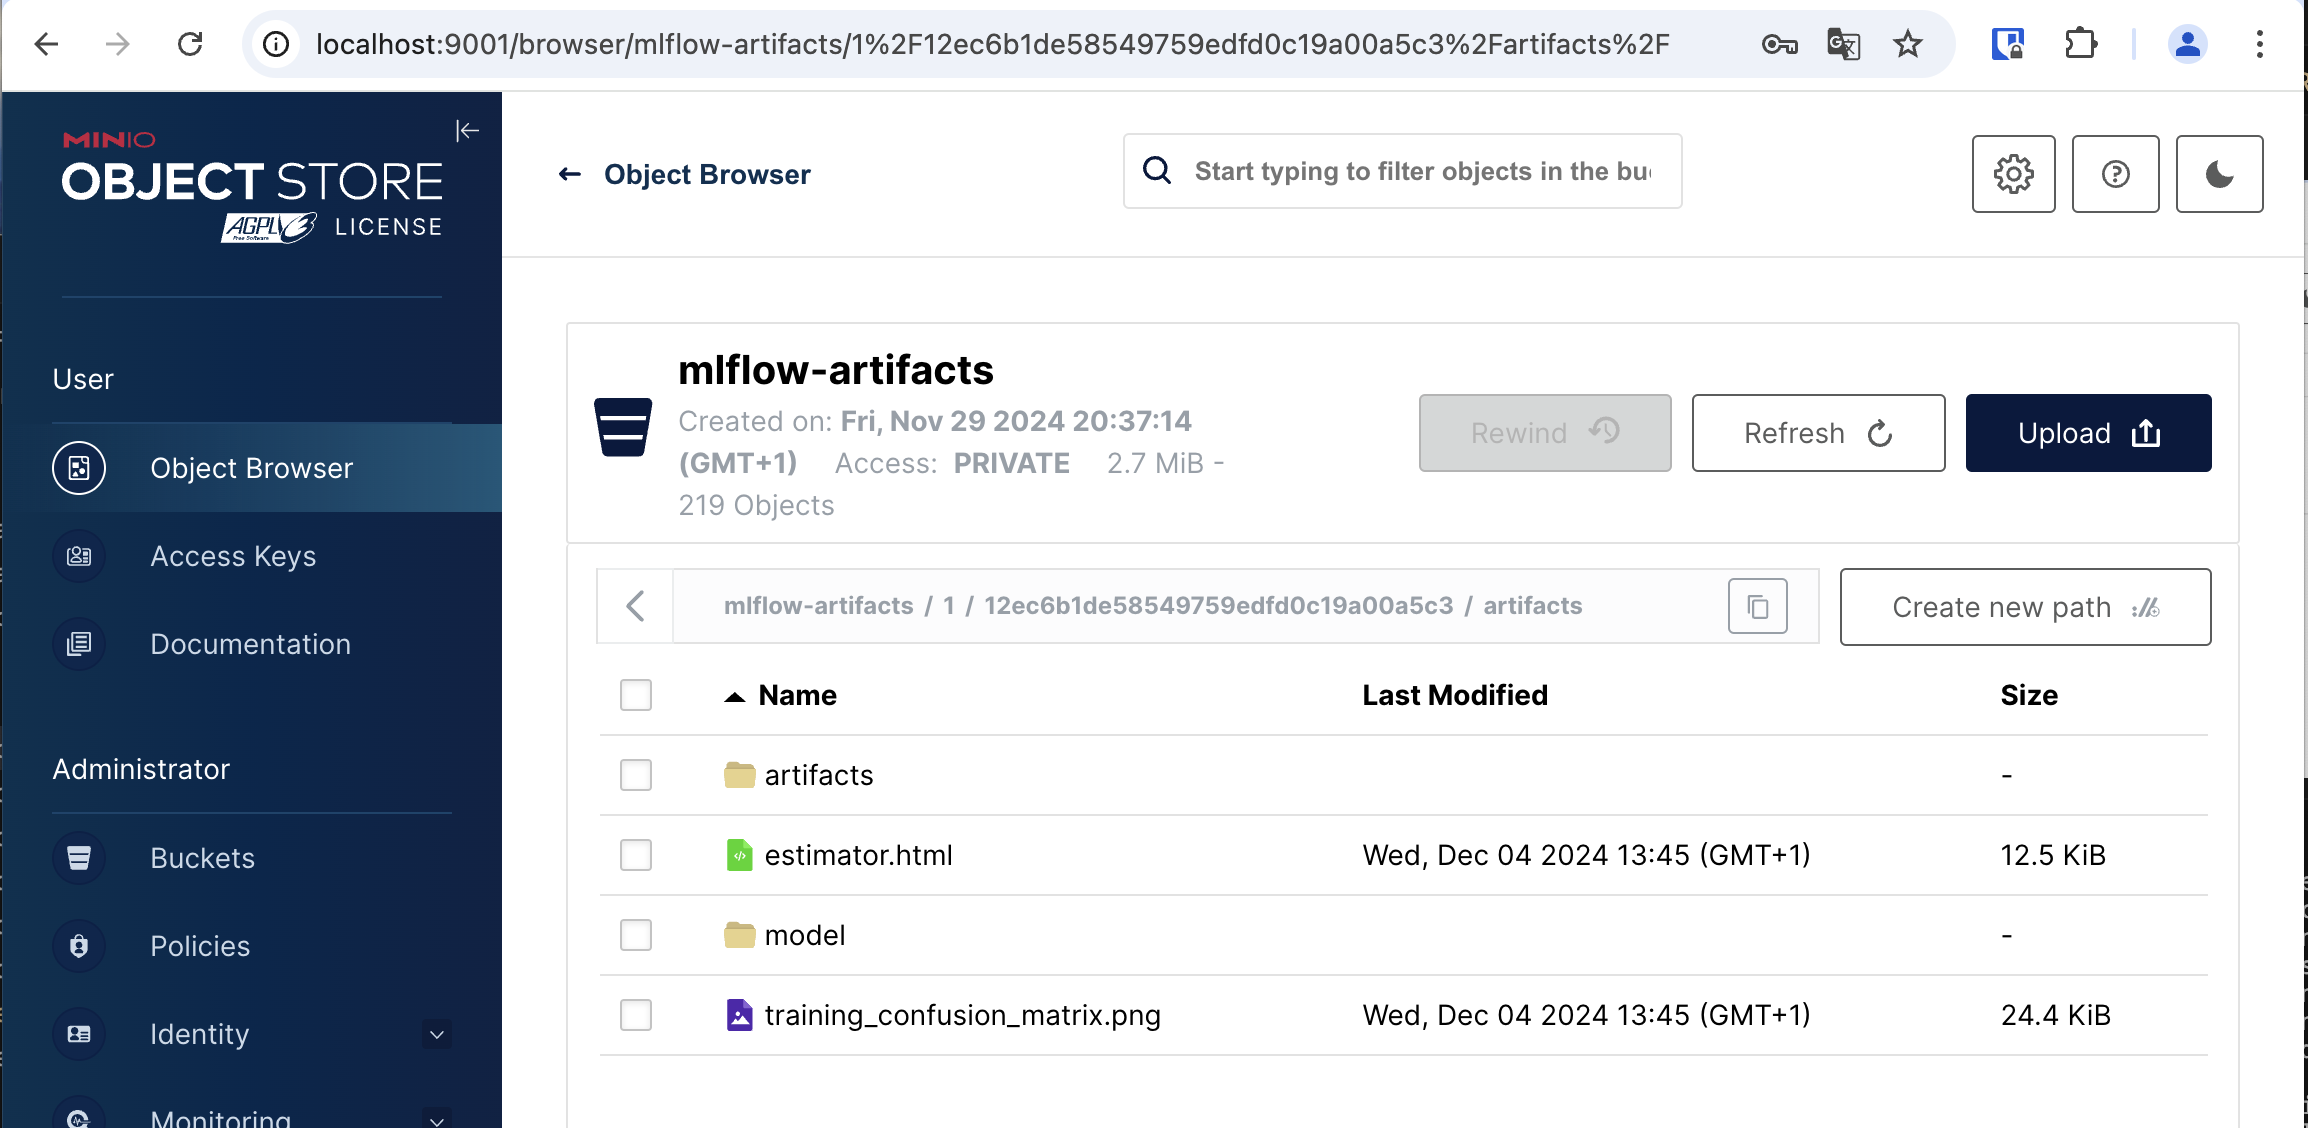 localhost:9001/browser/mlflow-artifacts/1%2F12ec6b1de58549759edfd0c19a00a5c3%2Fartifacts%2F
MINIO
OBJECT STORE
AGPL v3 LICENSE
Free Software
User
Object Browser
Access Keys
Documentation
Administrator
Buckets
Policies
Identity
Monitoring
Object Browser
Start typing to filter objects in the bu
mlflow-artifacts
Created on: Fri, Nov 29 2024 20:37:14
(GMT+1) Access: PRIVATE 2.7 MiB -
219 Objects
Rewind
Refresh
Upload
mlflow-artifacts / 1 / 12ec6b1de58549759edfd0c19a00a5c3 / artifacts
Create new path
Name Last Modified Size
artifacts -
estimator.html Wed, Dec 04 2024 13:45 (GMT+1) 12.5 KiB
model -
training_confusion_matrix.png Wed, Dec 04 2024 13:45 (GMT+1) 24.4 KiB